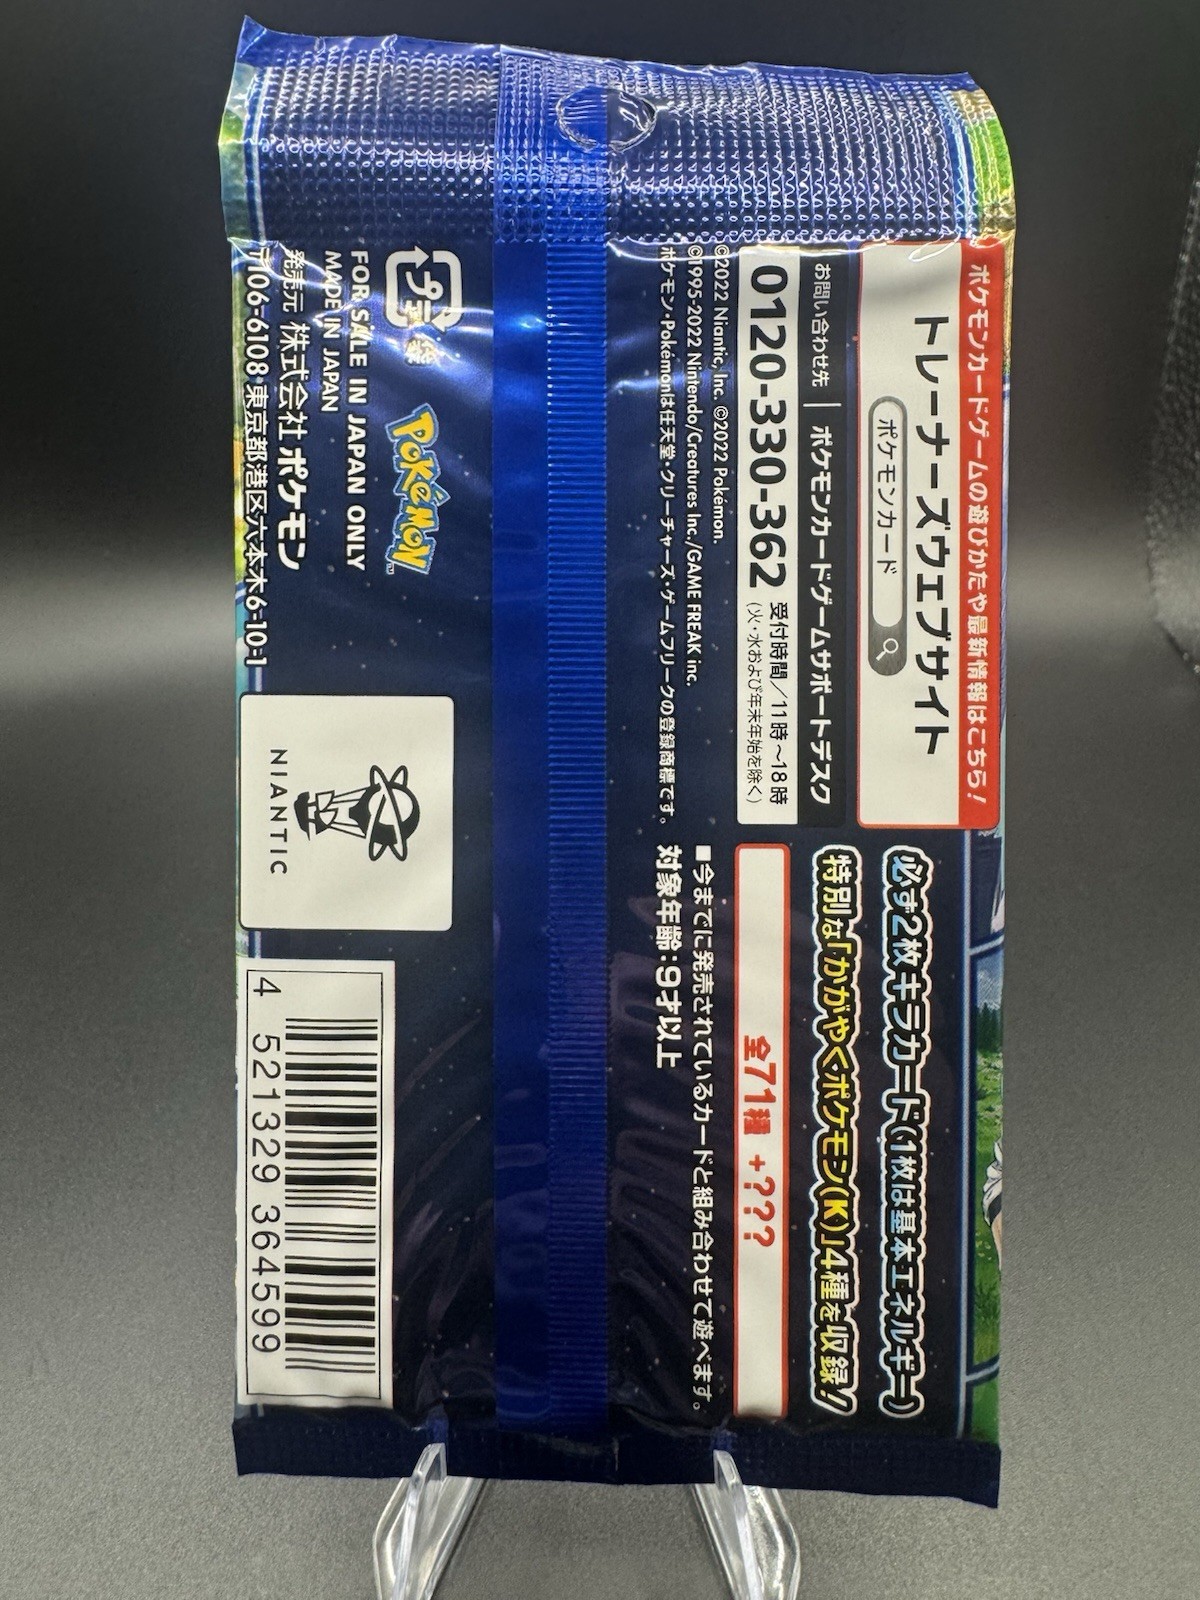 ポケモンカードゲームの遊びかたや最新情報はこちら!
トレーナーズウェブサイト
ポケモンカード
お問い合わせ先 | ポケモンカードゲームサポートデスク
0120-330-362
受付時間/11時~18時
(火・水および年末年始を除く)
©2022 Niantic, Inc. ©2022 Pokémon.
©1995-2022 Nintendo/Creatures Inc./GAME FREAK inc.
ポケモン・Pokémonは任天堂・クリーチャーズ・ゲームフリークの登録商標です。
必ず2枚キラカード(1枚は基本エネルギー)
特別な「かがやくポケモン(K)」4種を収録!
全71種 +???
■今までに発売されているカードと組み合わせて遊べます。
対象年齢:9才以上
プラ
袋
POKéMON
TM
FOR SALE IN JAPAN ONLY
MADE IN JAPAN
発売元 株式会社ポケモン
〒106-6108 東京都港区六本木6-10-1
NIANTIC
4 521329 364599